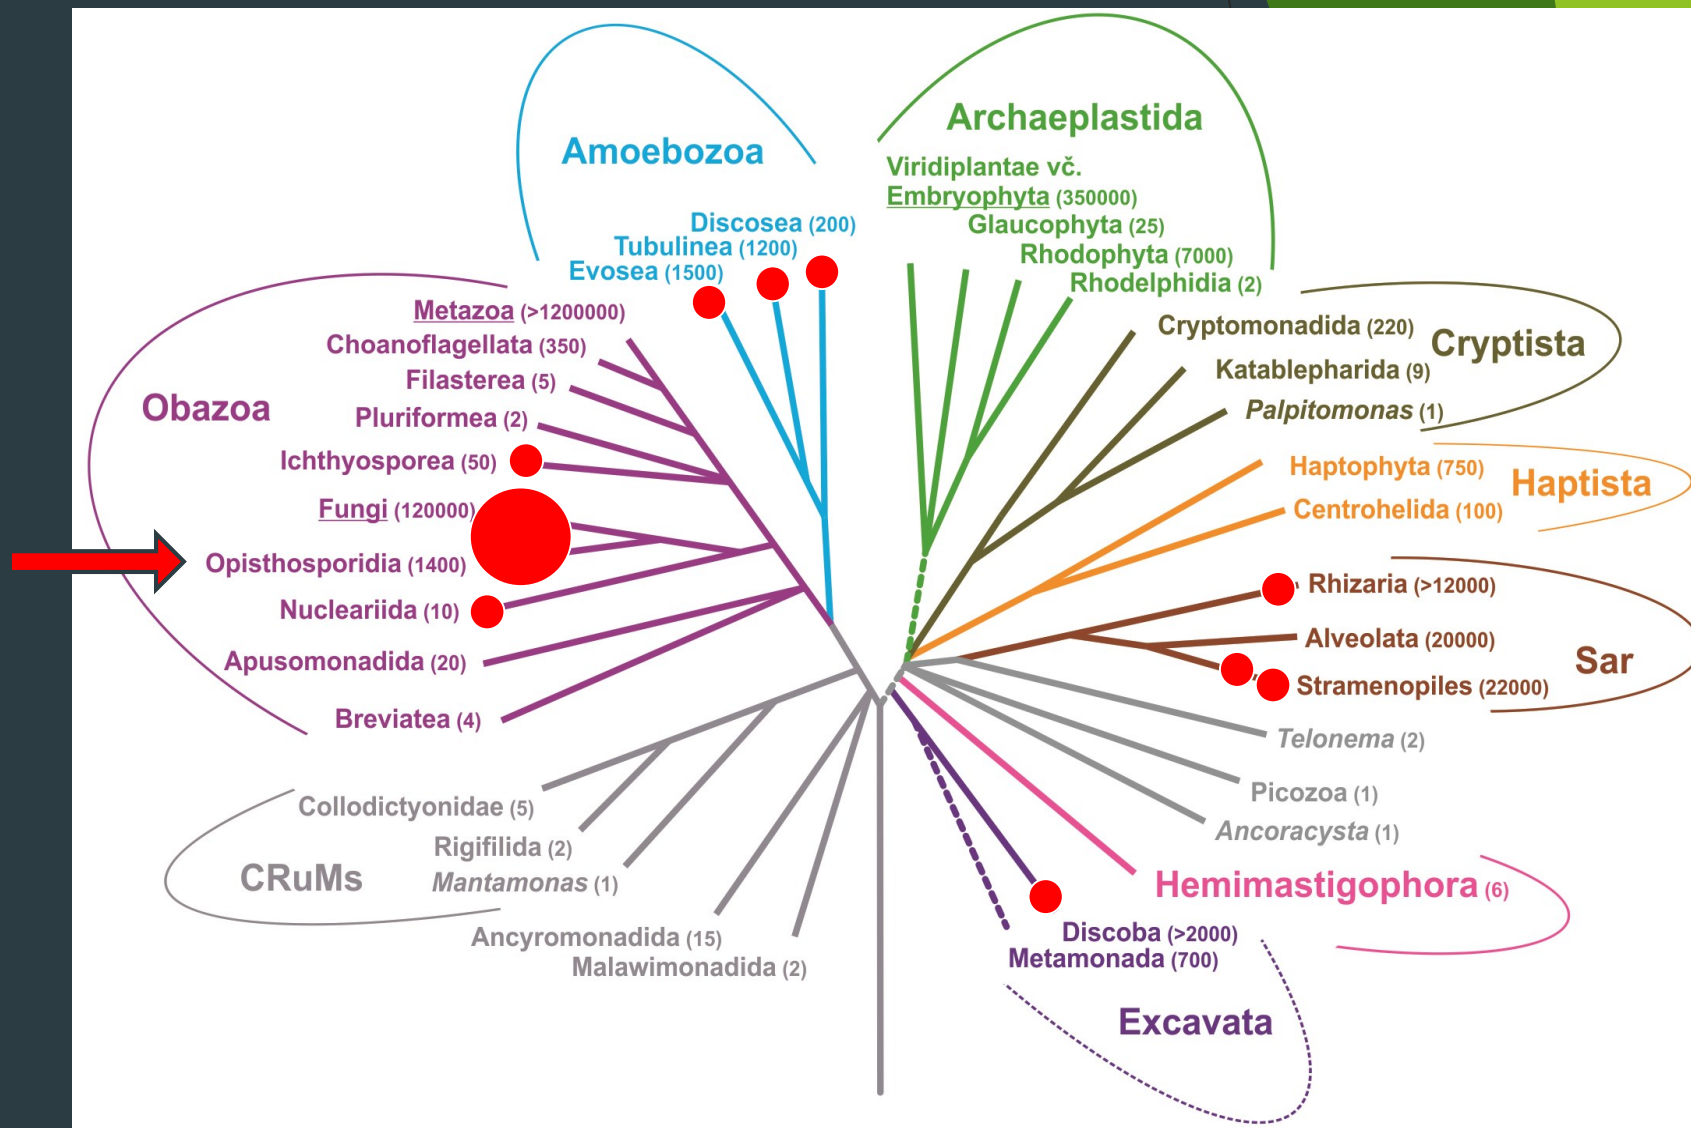 Amoebozoa
Discosea (200)
Tubulinea (1200)
Evosea (1500)
Archaeplastida
Viridiplantae vč.
Embryophyta (350000)
Glaucophyta (25)
Rhodophyta (7000)
Rhodelphidia (2)
Obazoa
Metazoa (>1200000)
Choanoflagellata (350)
Filasterea (5)
Pluriformea (2)
Ichthyosporea (50)
Fungi (120000)
Opisthosporidia (1400)
Nucleariida (10)
Apusomonadida (20)
Breviatea (4)
Cryptista
Cryptomonadida (220)
Katablepharida (9)
Palpitomonas (1)
Haptista
Haptophyta (750)
Centrohelida (100)
Sar
Rhizaria (>12000)
Alveolata (20000)
Stramenopiles (22000)
Telonema (2)
Picozoa (1)
Ancoracysta (1)
Hemimastigophora (6)
Discoba (>2000)
Metamonada (700)
Excavata
CRuMs
Collodictyonidae (5)
Rigifilida (2)
Mantamonas (1)
Ancyromonadida (15)
Malawimonadida (2)